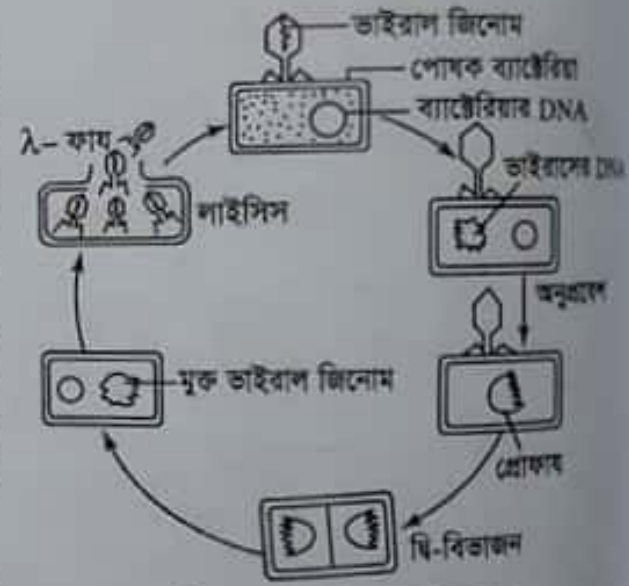 ভাইরাল জিনোম
পোষক ব্যাক্টেরিয়া
ব্যাক্টেরিয়ার DNA
λ– ফায
ভাইরাসের DNA
লাইসিস
অনুপ্রবেশ
মুক্ত ভাইরাল জিনোম
প্রোফায
দ্বি-বিভাজন